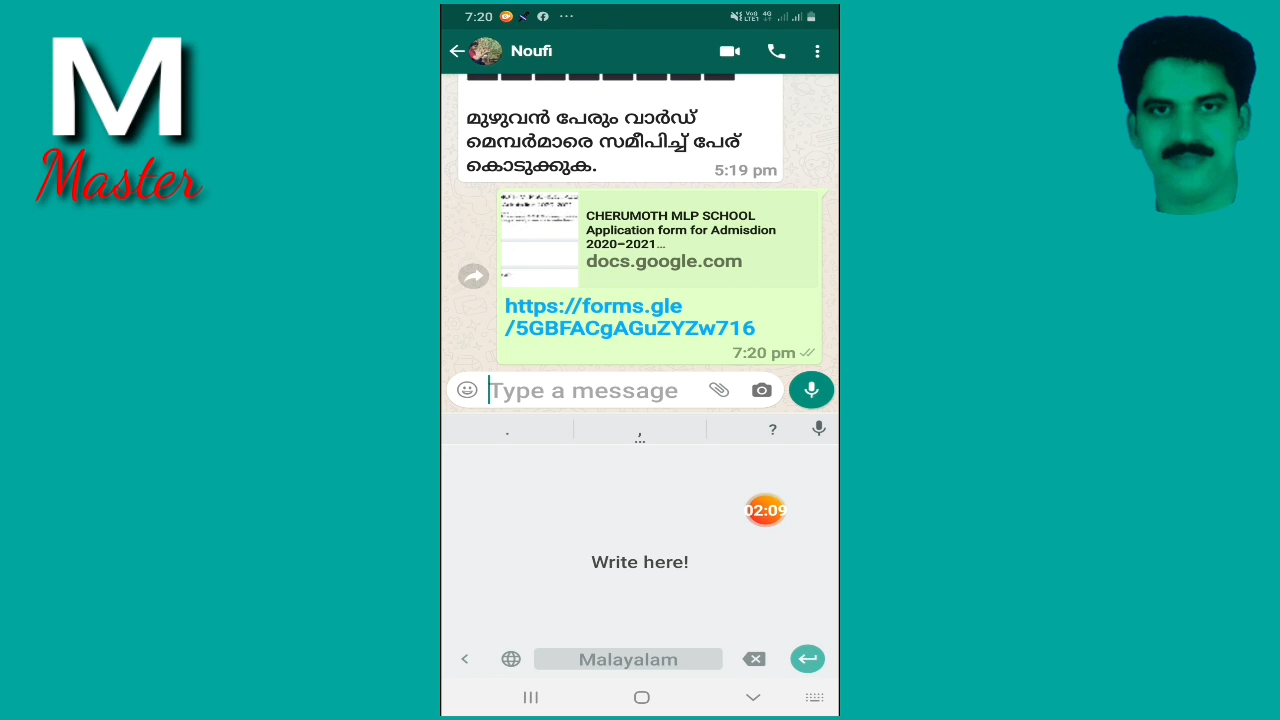 M
Master
7:20
Noufi
മുഴുവൻ പേരും വാർഡ്
മെമ്പർമാരെ സമീപിച്ച് പേര്
കൊടുക്കുക.
5:19 pm
CHERUMOTH MLP SCHOOL
Application form for Admisdion
2020–2021...
docs.google.com
https://forms.gle
/5GBFACgAGuZYZw716
7:20 pm
Type a message
. , ?
02:09
Write here!
Malayalam